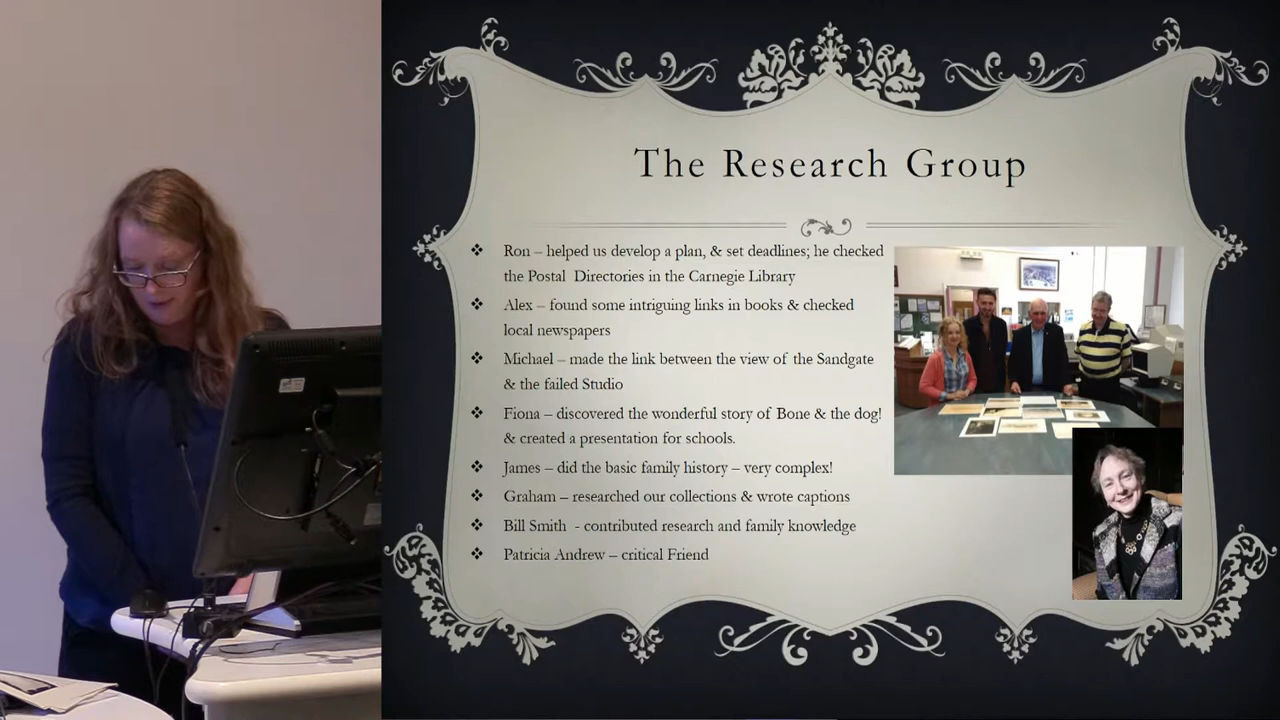 The Research Group
❖ Ron – helped us develop a plan, & set deadlines; he checked
the Postal Directories in the Carnegie Library
❖ Alex – found some intriguing links in books & checked
local newspapers
❖ Michael – made the link between the view of the Sandgate
& the failed Studio
❖ Fiona – discovered the wonderful story of Bone & the dog!
& created a presentation for schools.
❖ James – did the basic family history – very complex!
❖ Graham – researched our collections & wrote captions
❖ Bill Smith - contributed research and family knowledge
❖ Patricia Andrew – critical Friend